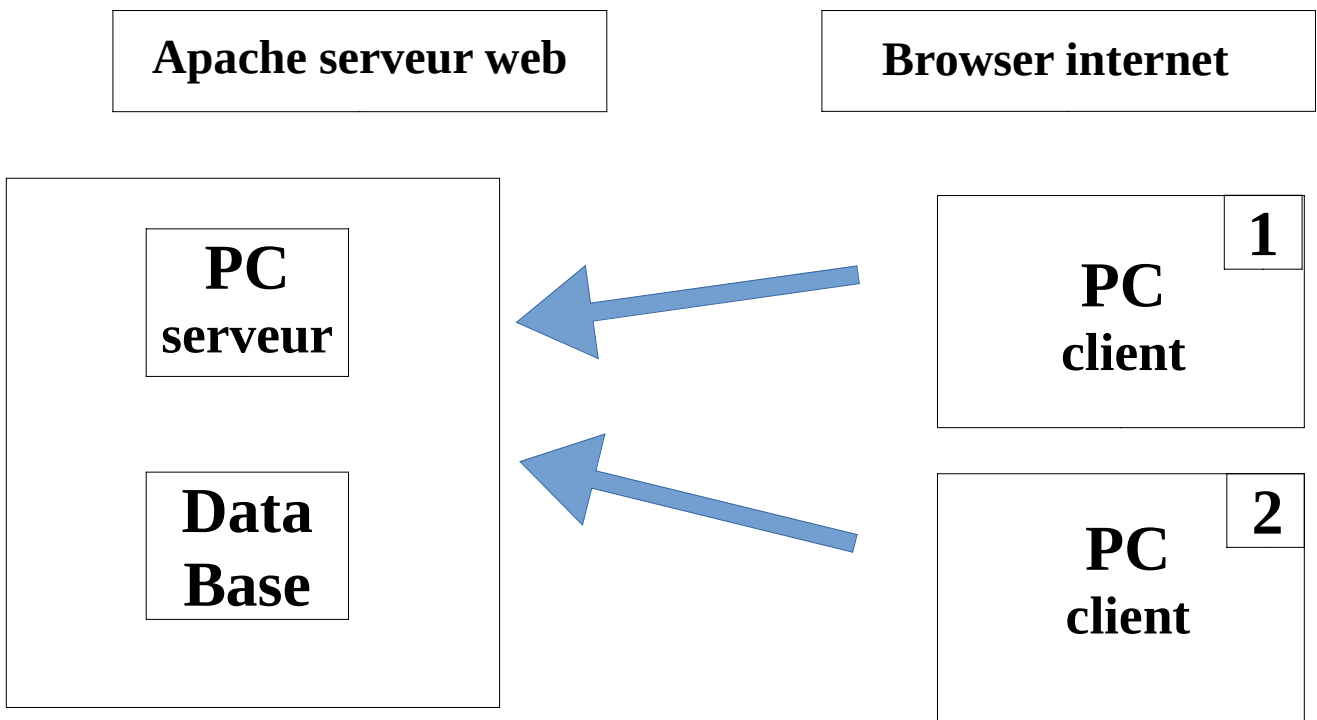 Apache serveur web
Browser internet
PC
serveur
Data
Base
1
PC
client
2
PC
client